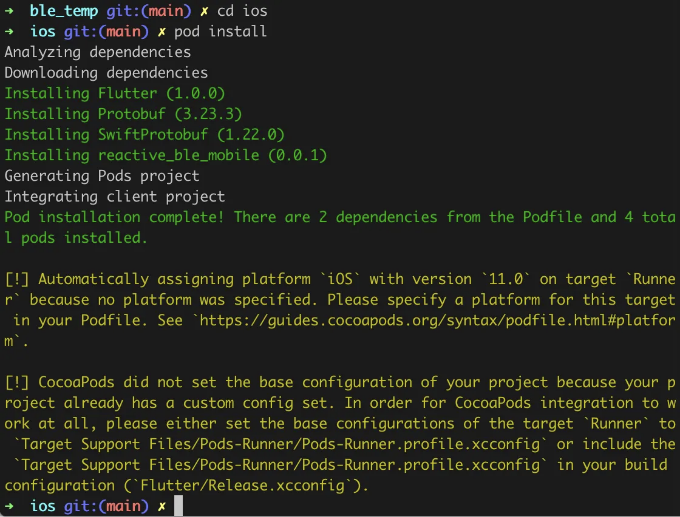 ➜  ble_temp git:(main) ✗ cd ios
➜  ios git:(main) ✗ pod install
Analyzing dependencies
Downloading dependencies
Installing Flutter (1.0.0)
Installing Protobuf (3.23.3)
Installing SwiftProtobuf (1.22.0)
Installing reactive_ble_mobile (0.0.1)
Generating Pods project
Integrating client project
Pod installation complete! There are 2 dependencies from the Podfile and 4 tota
l pods installed.

[!] Automatically assigning platform `iOS` with version `11.0` on target `Runne
r` because no platform was specified. Please specify a platform for this target
 in your Podfile. See `https://guides.cocoapods.org/syntax/podfile.html#platfor
m`.

[!] CocoaPods did not set the base configuration of your project because your p
roject already has a custom config set. In order for CocoaPods integration to w
ork at all, please either set the base configurations of the target `Runner` to
 `Target Support Files/Pods-Runner/Pods-Runner.profile.xcconfig` or include the
 `Target Support Files/Pods-Runner/Pods-Runner.profile.xcconfig` in your build
configuration (`Flutter/Release.xcconfig`).
➜  ios git:(main) ✗